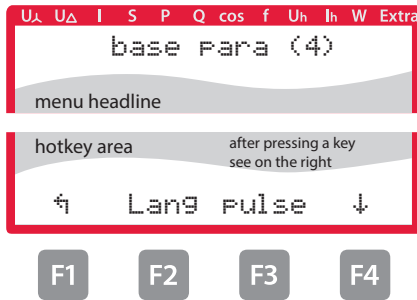 U⅄ U△ I S P Q cos f Uh Ih W Extra
base para (4)
menu headline
hotkey area
after pressing a key
see on the right
↰ Lang pulse ↓
F1 F2 F3 F4